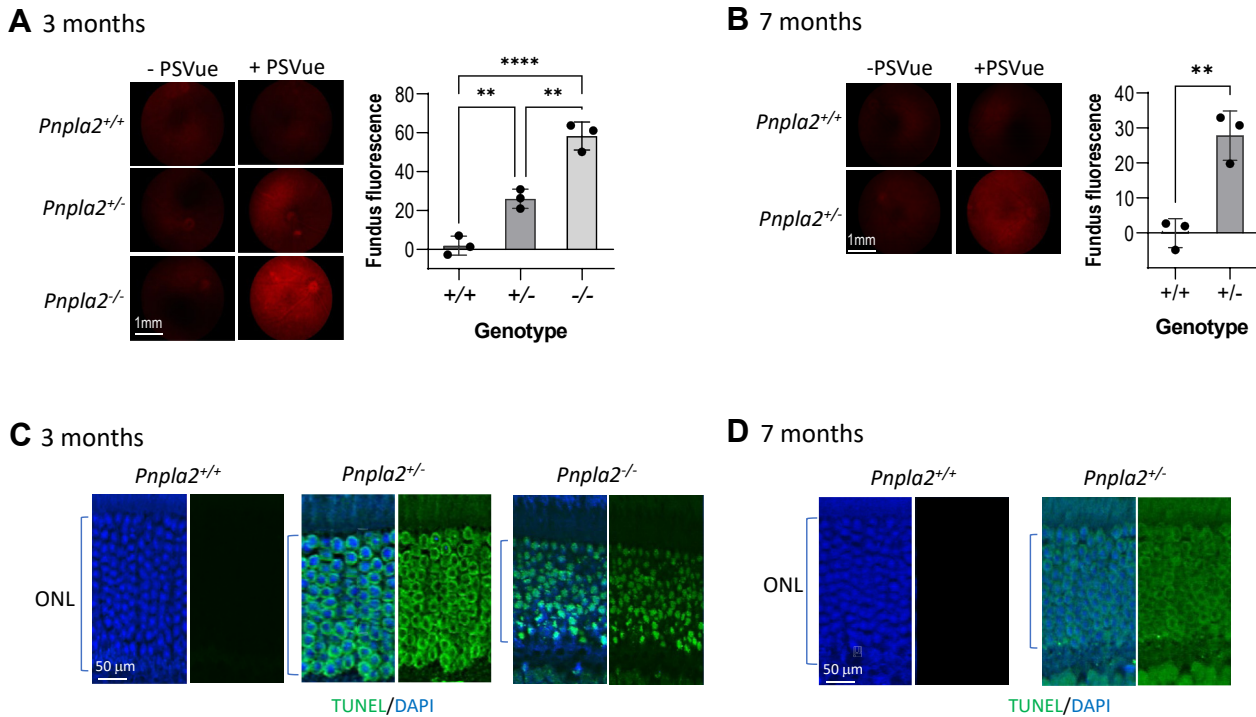 A 3 months
- PSVue + PSVue
Pnpla2+/+
Pnpla2+/-
Pnpla2-/-
1mm
Fundus fluorescence
80
60
40
20
0
**** 
** **
+/+ +/- -/-
Genotype
B 7 months
-PSVue +PSVue
Pnpla2+/+
Pnpla2+/-
1mm
Fundus fluorescence
40
30
20
10
0
**
+/+ +/-
Genotype
C 3 months
Pnpla2+/+ Pnpla2+/- Pnpla2-/-
ONL
50 μm
TUNEL/DAPI
D 7 months
Pnpla2+/+ Pnpla2+/-
ONL
50 μm
TUNEL/DAPI